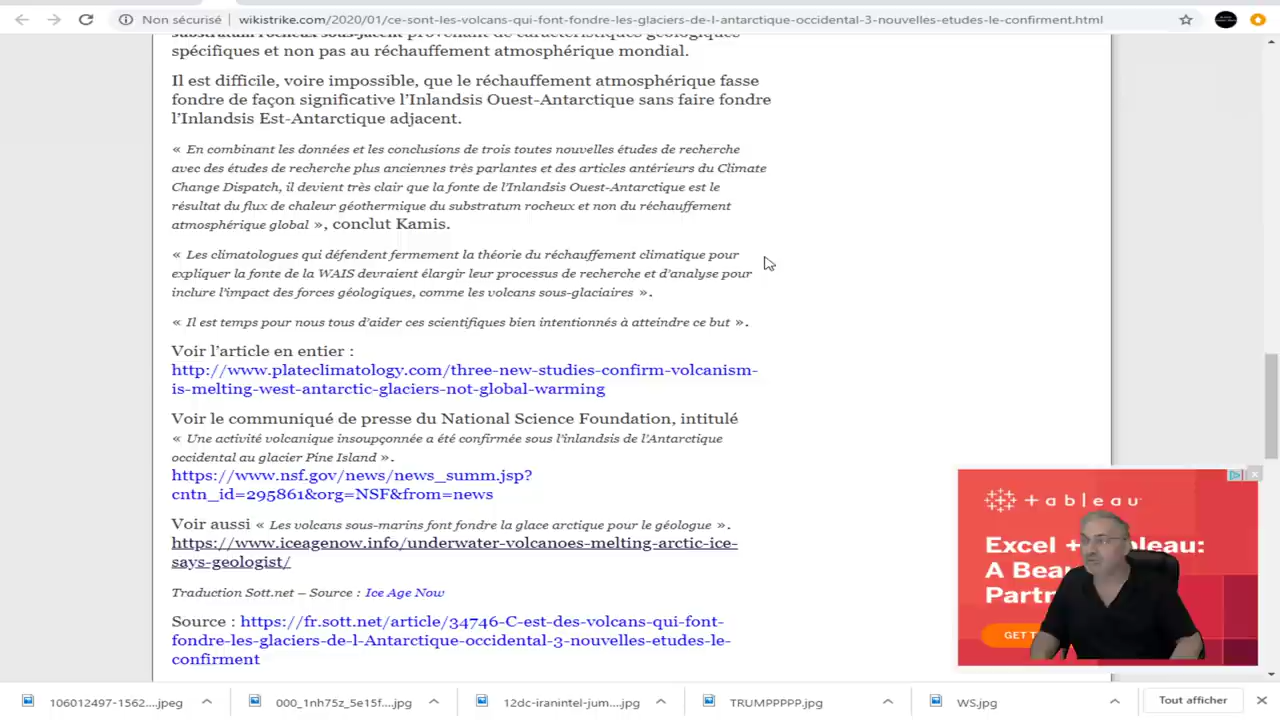 Non sécurisé | wikistrike.com/2020/01/ce-sont-les-volcans-qui-font-fondre-les-glaciers-de-l-antarctique-occidental-3-nouvelles-etudes-le-confirment.html
substratum rocheux sous-jacent provenant de caractéristiques géologiques
spécifiques et non pas au réchauffement atmosphérique mondial.
Il est difficile, voire impossible, que le réchauffement atmosphérique fasse
fondre de façon significative l'Inlandsis Ouest-Antarctique sans faire fondre
l'Inlandsis Est-Antarctique adjacent.
« En combinant les données et les conclusions de trois toutes nouvelles études de recherche
avec des études de recherche plus anciennes très parlantes et des articles antérieurs du Climate
Change Dispatch, il devient très clair que la fonte de l'Inlandsis Ouest-Antarctique est le
résultat du flux de chaleur géothermique du substratum rocheux et non du réchauffement
atmosphérique global », conclut Kamis.
« Les climatologues qui défendent fermement la théorie du réchauffement climatique pour
expliquer la fonte de la WAIS devraient élargir leur processus de recherche et d'analyse pour
inclure l'impact des forces géologiques, comme les volcans sous-glaciaires ».
« Il est temps pour nous tous d'aider ces scientifiques bien intentionnés à atteindre ce but ».
Voir l'article en entier :
http://www.plateclimatology.com/three-new-studies-confirm-volcanism-
is-melting-west-antarctic-glaciers-not-global-warming
Voir le communiqué de presse du National Science Foundation, intitulé
« Une activité volcanique insoupçonnée a été confirmée sous l'inlandsis de l'Antarctique
occidental au glacier Pine Island ».
https://www.nsf.gov/news/news_summ.jsp?
cntn_id=295861&org=NSF&from=news
Voir aussi « Les volcans sous-marins font fondre la glace arctique pour le géologue ».
https://www.iceagenow.info/underwater-volcanoes-melting-arctic-ice-
says-geologist/
Traduction Sott.net – Source : Ice Age Now
Source : https://fr.sott.net/article/34746-C-est-des-volcans-qui-font-
fondre-les-glaciers-de-l-Antarctique-occidental-3-nouvelles-etudes-le-
confirment
+ableau
Excel + Tableau:
A Bea
Partn
GET T
106012497-1562....jpeg
000_1nh75z_5e15f....jpg
12dc-iranintel-jum....jpg
TRUMPPPPP.jpg
WS.jpg
Tout afficher